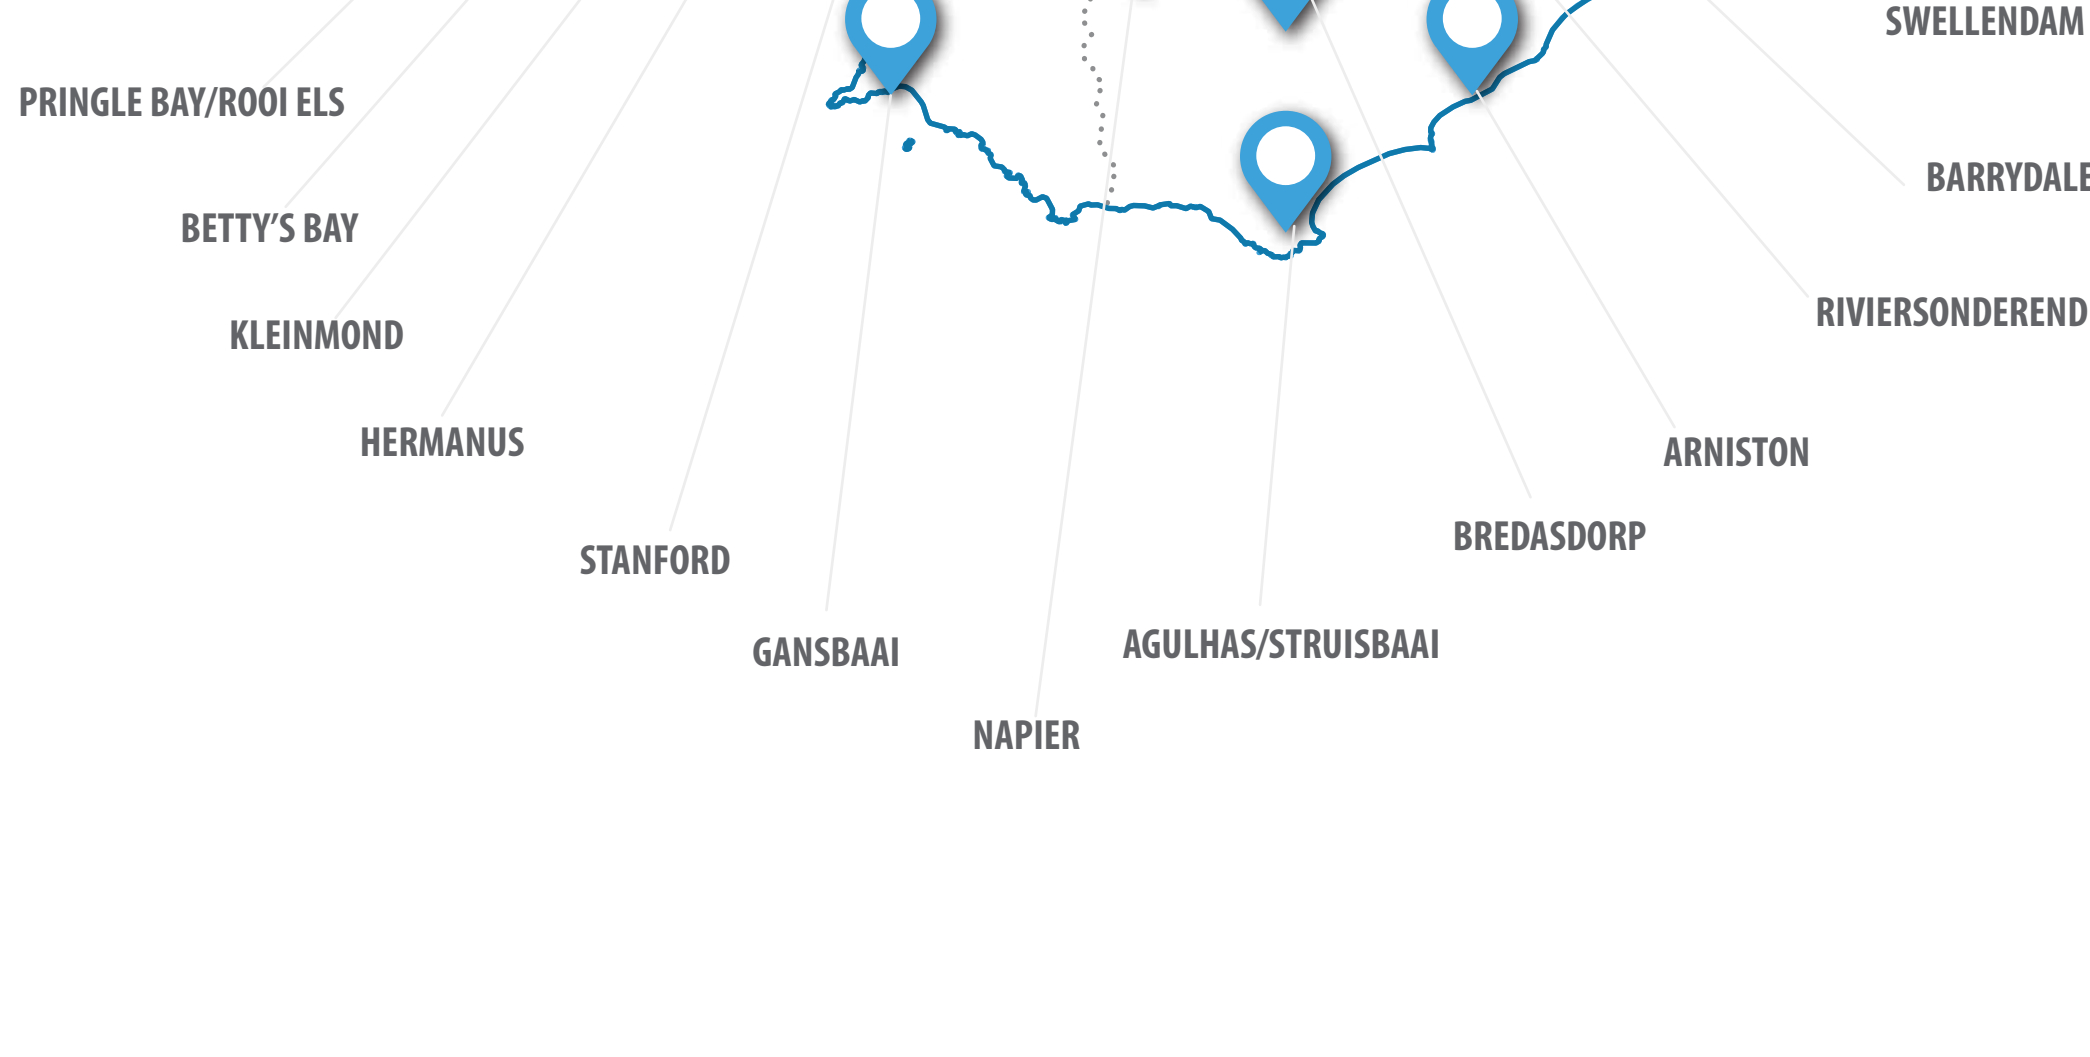 SWELLENDAM
PRINGLE BAY/ROOI ELS
BARRYDALE
BETTY’S BAY
RIVIERSONDEREND
KLEINMOND
HERMANUS
ARNISTON
BREDASDORP
STANFORD
AGULHAS/STRUISBAAI
GANSBAAI
NAPIER